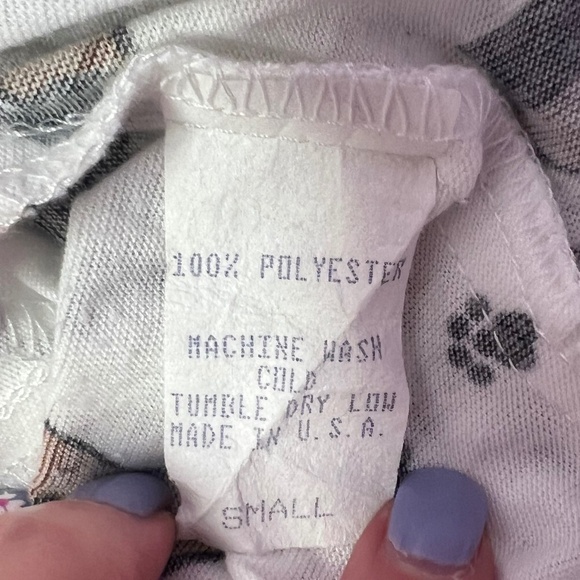 100% POLYESTER
MACHINE WASH
COLD
TUMBLE DRY LOW
MADE IN U.S.A.
SMALL